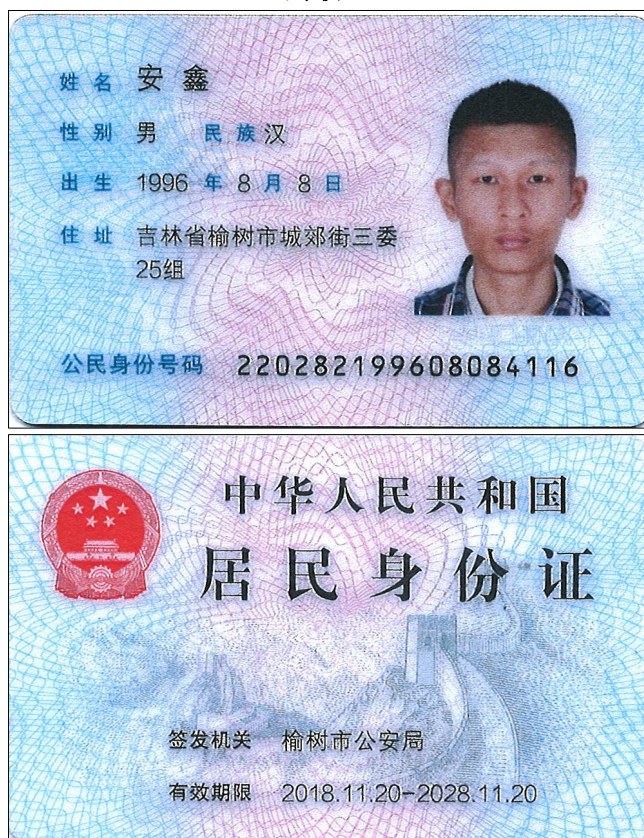 姓名 安鑫
性别 男 民族 汉
出生 1996 年 8 月 8 日
住址 吉林省榆树市城郊街三委
25组
公民身份号码 220282199608084116
中华人民共和国
居民身份证
签发机关 榆树市公安局
有效期限 2018.11.20-2028.11.20